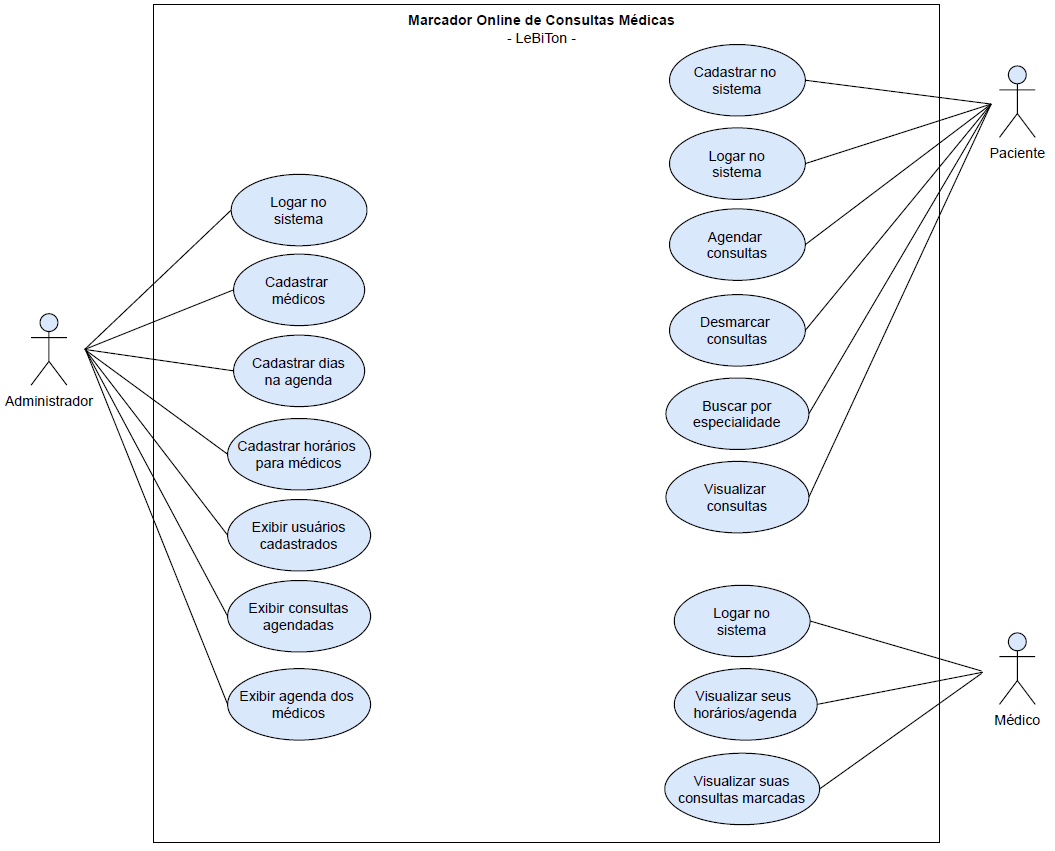 Marcador Online de Consultas Médicas
- LeBiTon -
Logar no
sistema
Cadastrar
médicos
Cadastrar dias
na agenda
Cadastrar horários
para médicos
Exibir usuários
cadastrados
Exibir consultas
agendadas
Exibir agenda dos
médicos
Administrador
Cadastrar no
sistema
Logar no
sistema
Agendar
consultas
Desmarcar
consultas
Buscar por
especialidade
Visualizar
consultas
Paciente
Logar no
sistema
Visualizar seus
horários/agenda
Visualizar suas
consultas marcadas
Médico